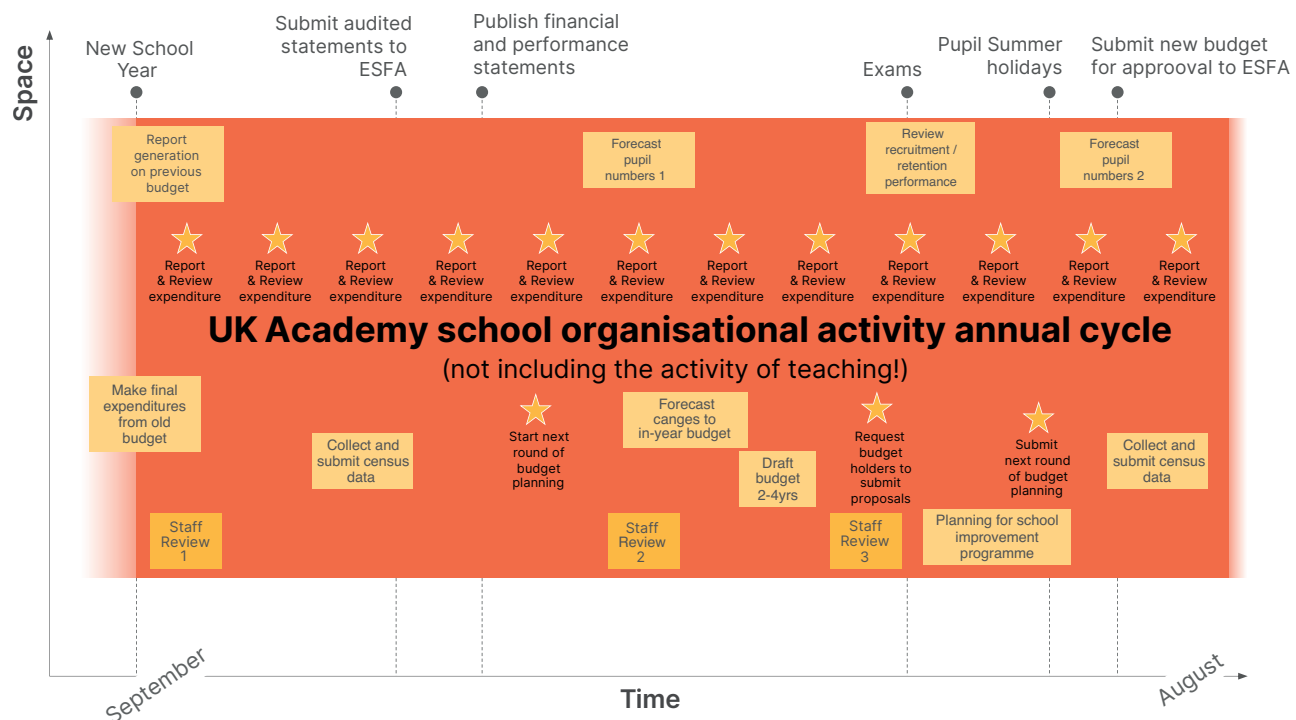 Space
New School
Year
Submit audited
statements to
ESFA
Publish financial
and performance
statements
Exams
Pupil Summer
holidays
Submit new budget
for approoval to ESFA
Report
generation
on previous
budget
Forecast
pupil
numbers 1
Review
recruitment /
retention
performance
Forecast
pupil
numbers 2
Report
& Review
expenditure
Report
& Review
expenditure
Report
& Review
expenditure
Report
& Review
expenditure
Report
& Review
expenditure
Report
& Review
expenditure
Report
& Review
expenditure
Report
& Review
expenditure
Report
& Review
expenditure
Report
& Review
expenditure
Report
& Review
expenditure
Report
& Review
expenditure
UK Academy school organisational activity annual cycle
(not including the activity of teaching!)
Make final
expenditures
from old
budget
Collect and
submit census
data
Start next
round of
budget
planning
Forecast
canges to
in-year budget
Draft
budget
2-4yrs
Request
budget
holders to
submit
proposals
Submit
next round
of budget
planning
Collect and
submit census
data
Staff
Review
1
Staff
Review
2
Staff
Review
3
Planning for school
improvement
programme
September
Time
August